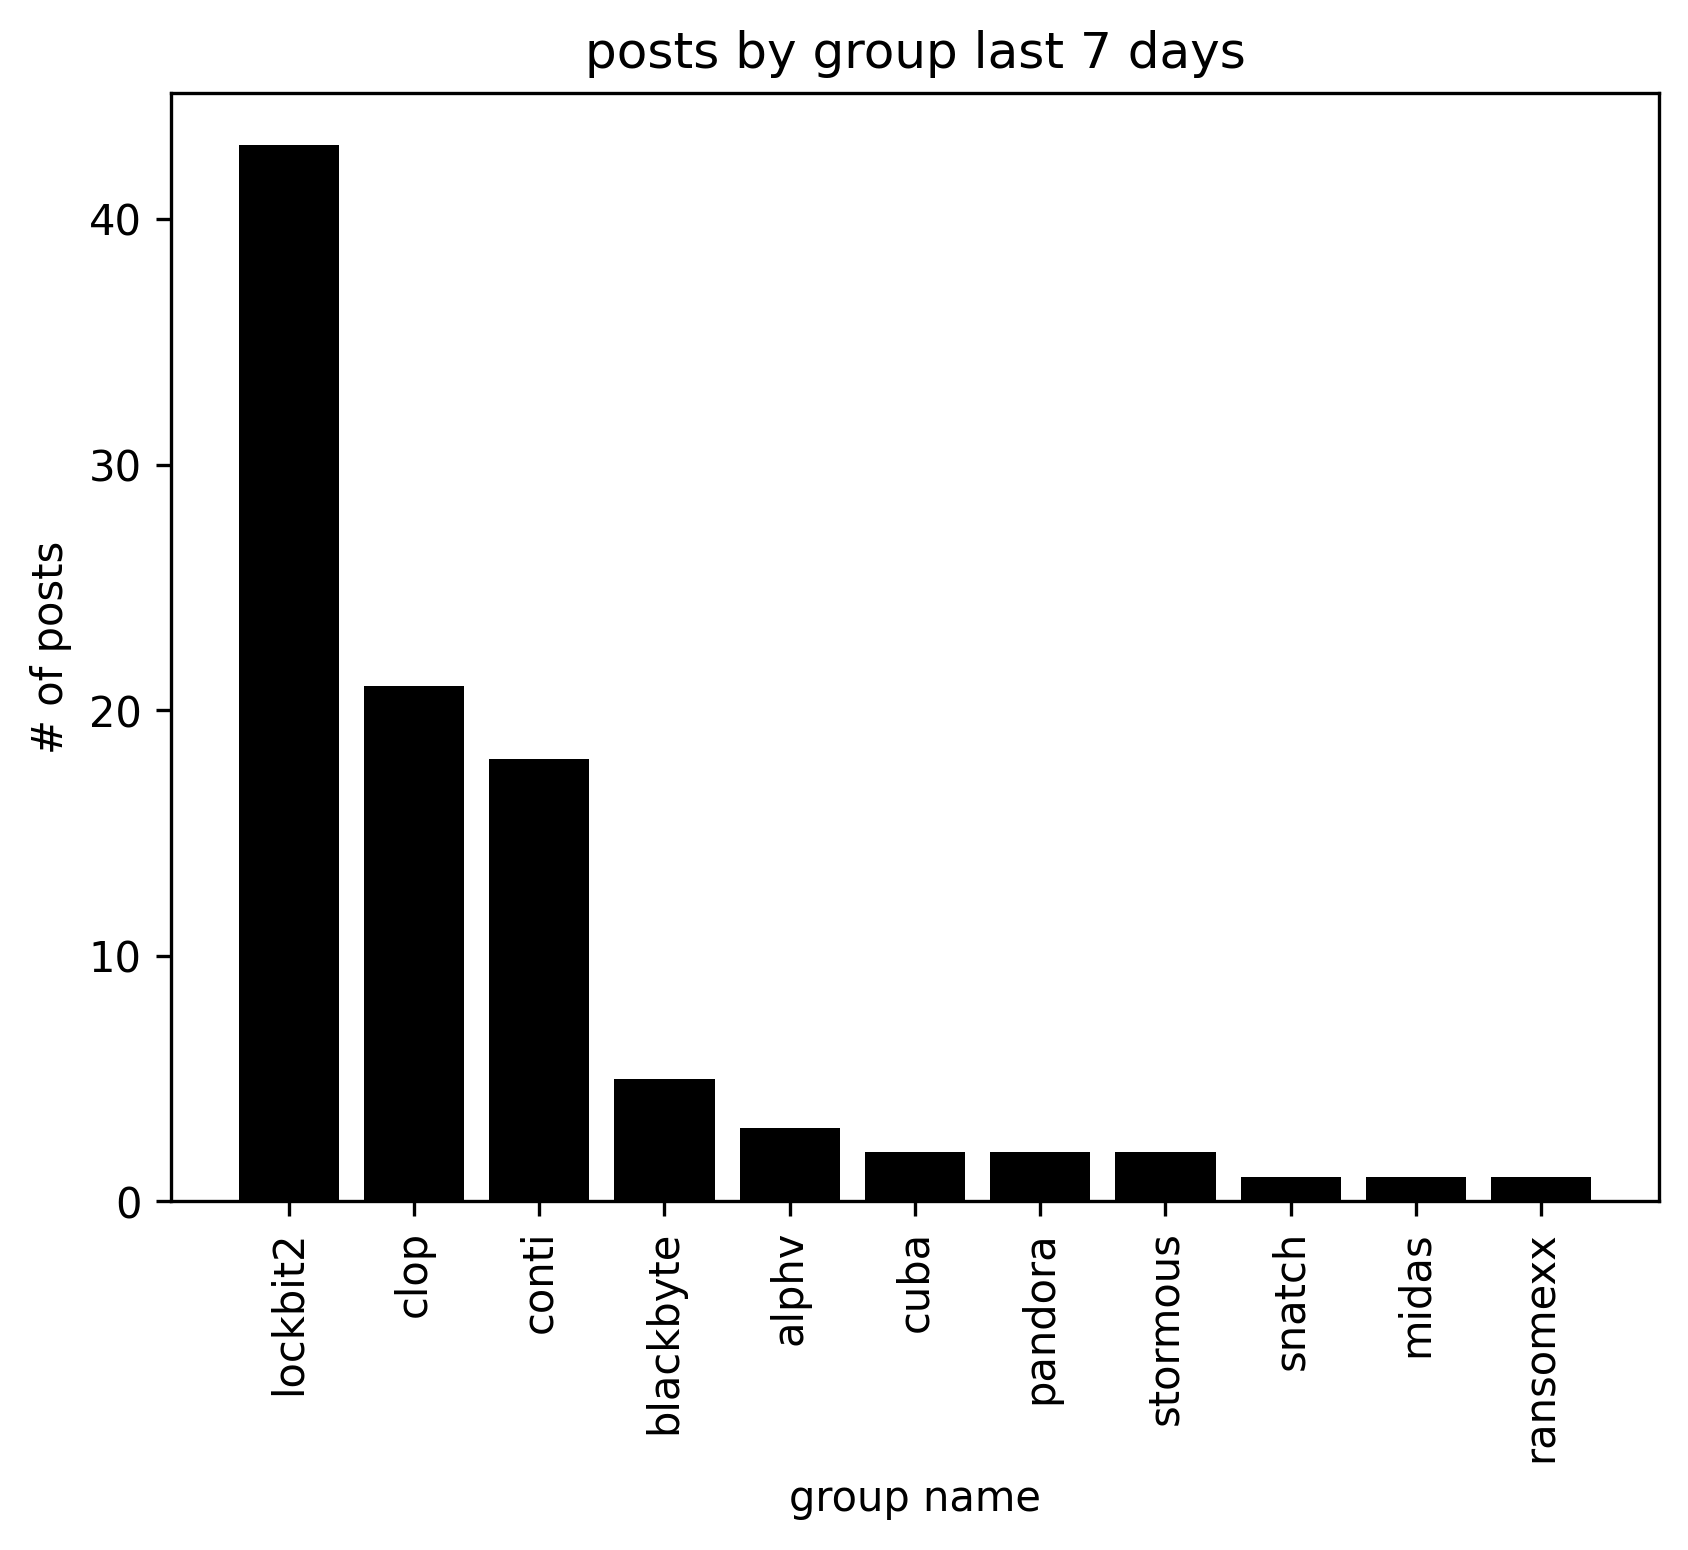 posts by group last 7 days
# of posts
40
30
20
10
0
lockbit2
clop
conti
blackbyte
alphv
cuba
pandora
stormous
snatch
midas
ransomexx
group name